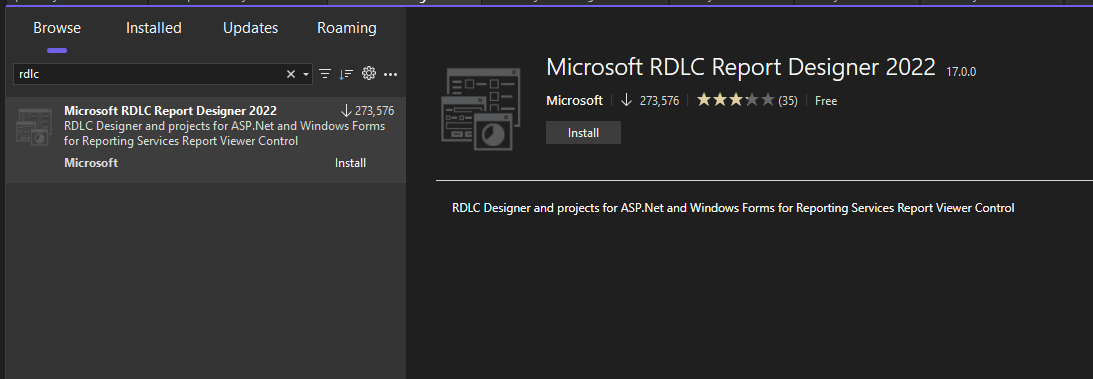 Browse Installed Updates Roaming
rdlc
Microsoft RDLC Report Designer 2022 273,576
RDLC Designer and projects for ASP.Net and Windows Forms
for Reporting Services Report Viewer Control
Microsoft Install
Microsoft RDLC Report Designer 2022 17.0.0
Microsoft 273,576 (35) Free
Install
RDLC Designer and projects for ASP.Net and Windows Forms for Reporting Services Report Viewer Control